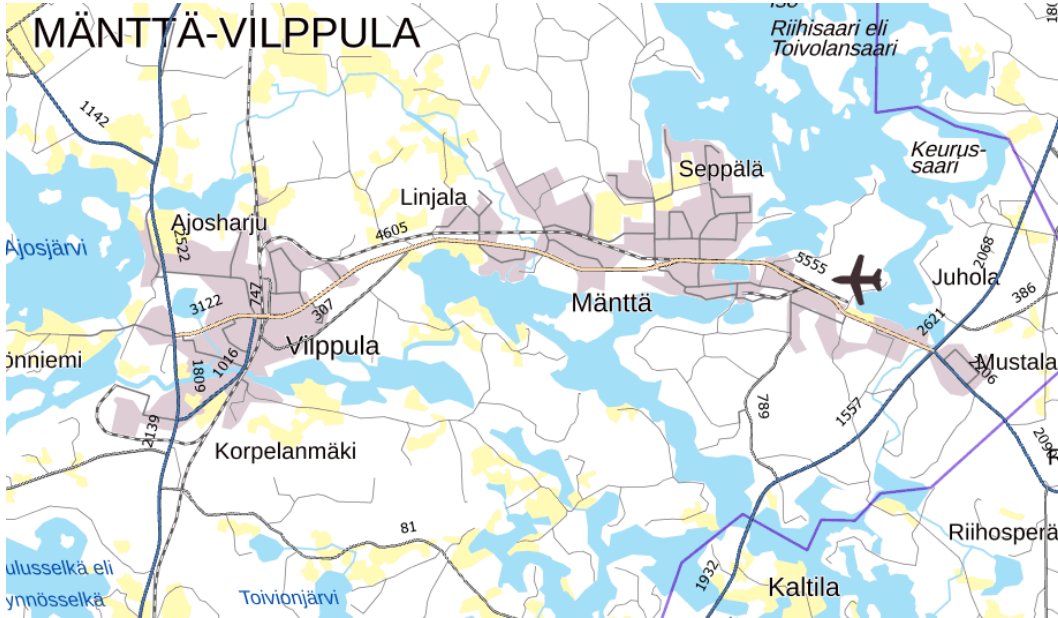 MÄNTTÄ-VILPPULA
Riihisaari eli
Toivolansaari
1142
Keurus-
saari
Seppälä
Linjala
Ajosharju
4605
2522
Ajosjärvi
5555
2068
Juhola
386
747
3122
307
Mänttä
2621
Vilppula
önniemi
1016
1809
2206
Mustala
789
1557
2139
Korpelanmäki
81
Riihosperä
ulusselkä eli
ynnösselkä
Toivionjärvi
1932
Kaltila